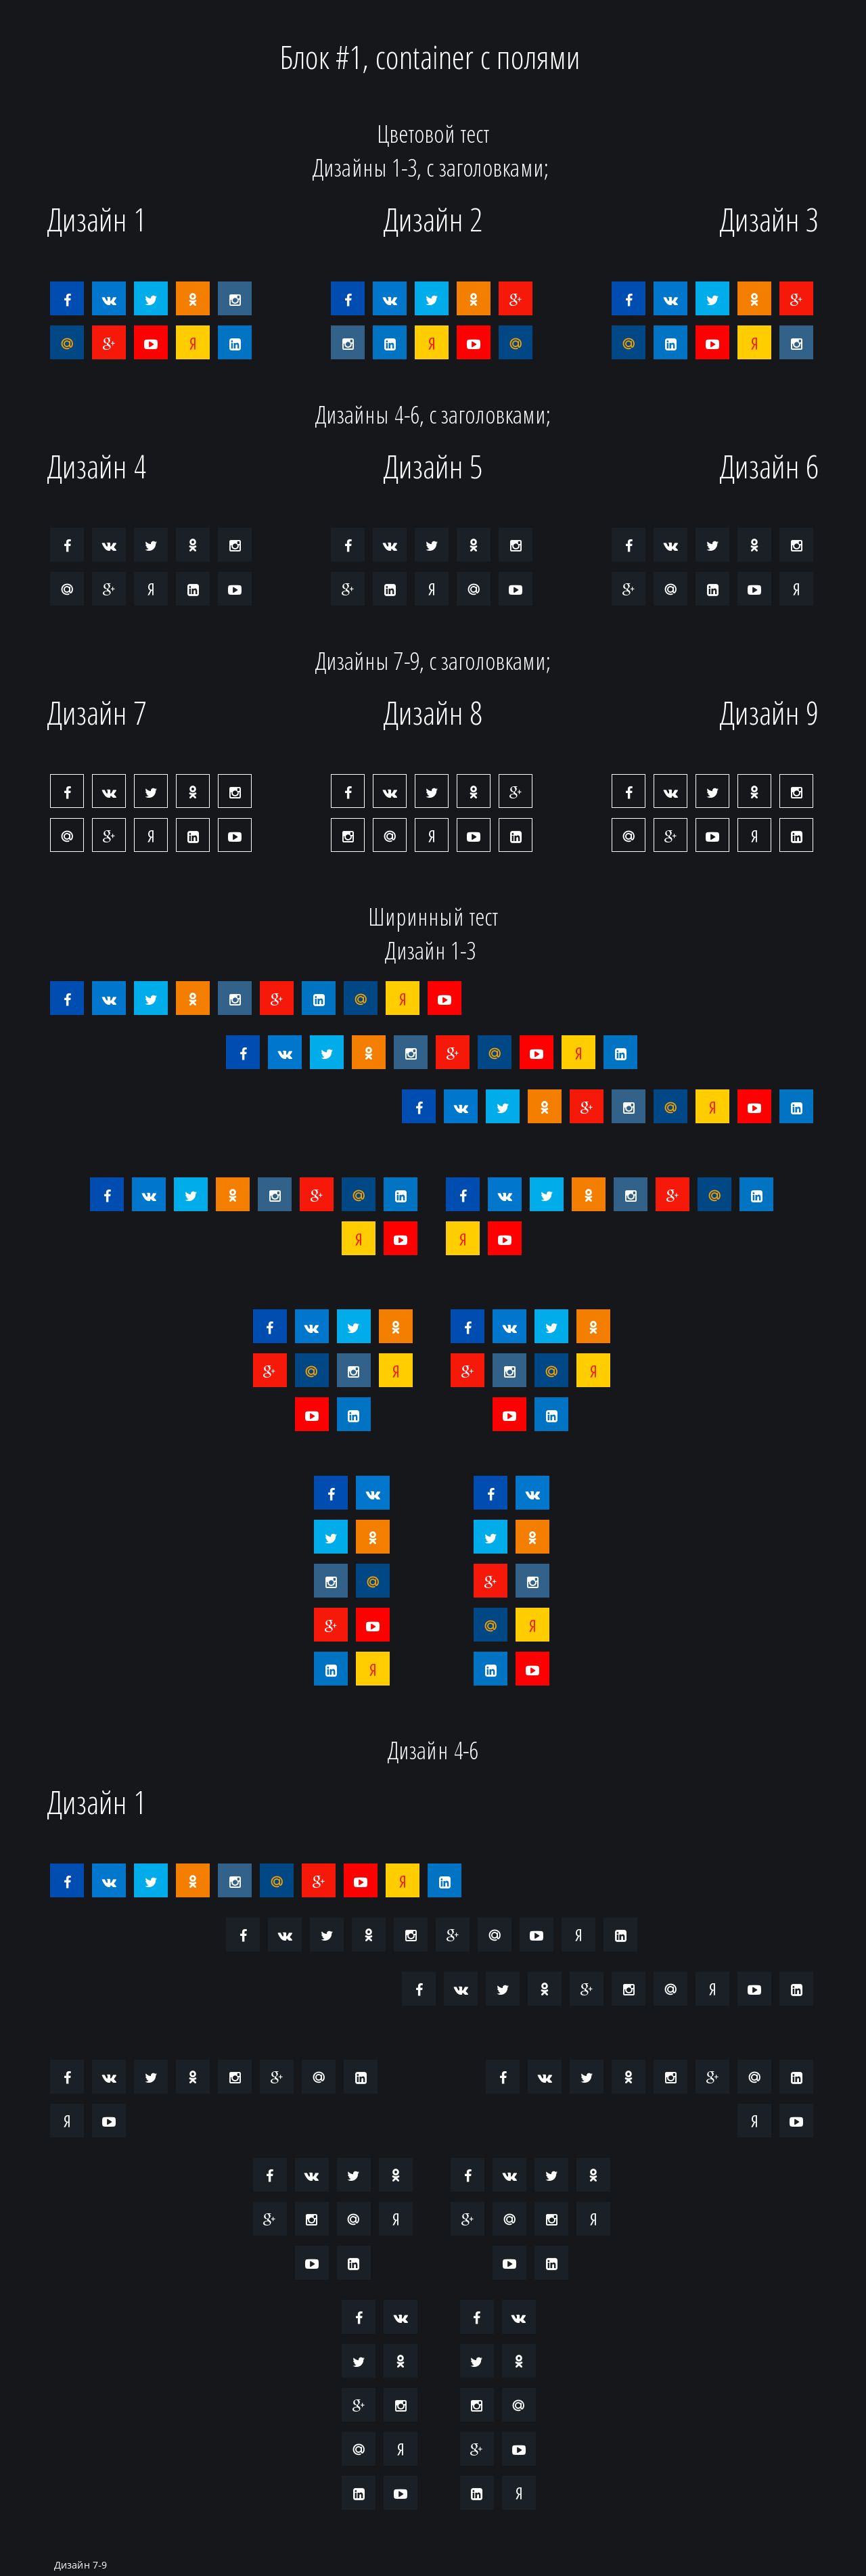 Блок #1, container с полями
Цветовой тест
Дизайны 1-3, с заголовками;
Дизайн 1 Дизайн 2 Дизайн 3
Дизайны 4-6, с заголовками;
Дизайн 4 Дизайн 5 Дизайн 6
Дизайны 7-9, с заголовками;
Дизайн 7 Дизайн 8 Дизайн 9
Ширинный тест
Дизайн 1-3
Дизайн 4-6
Дизайн 1
Дизайн 7-9